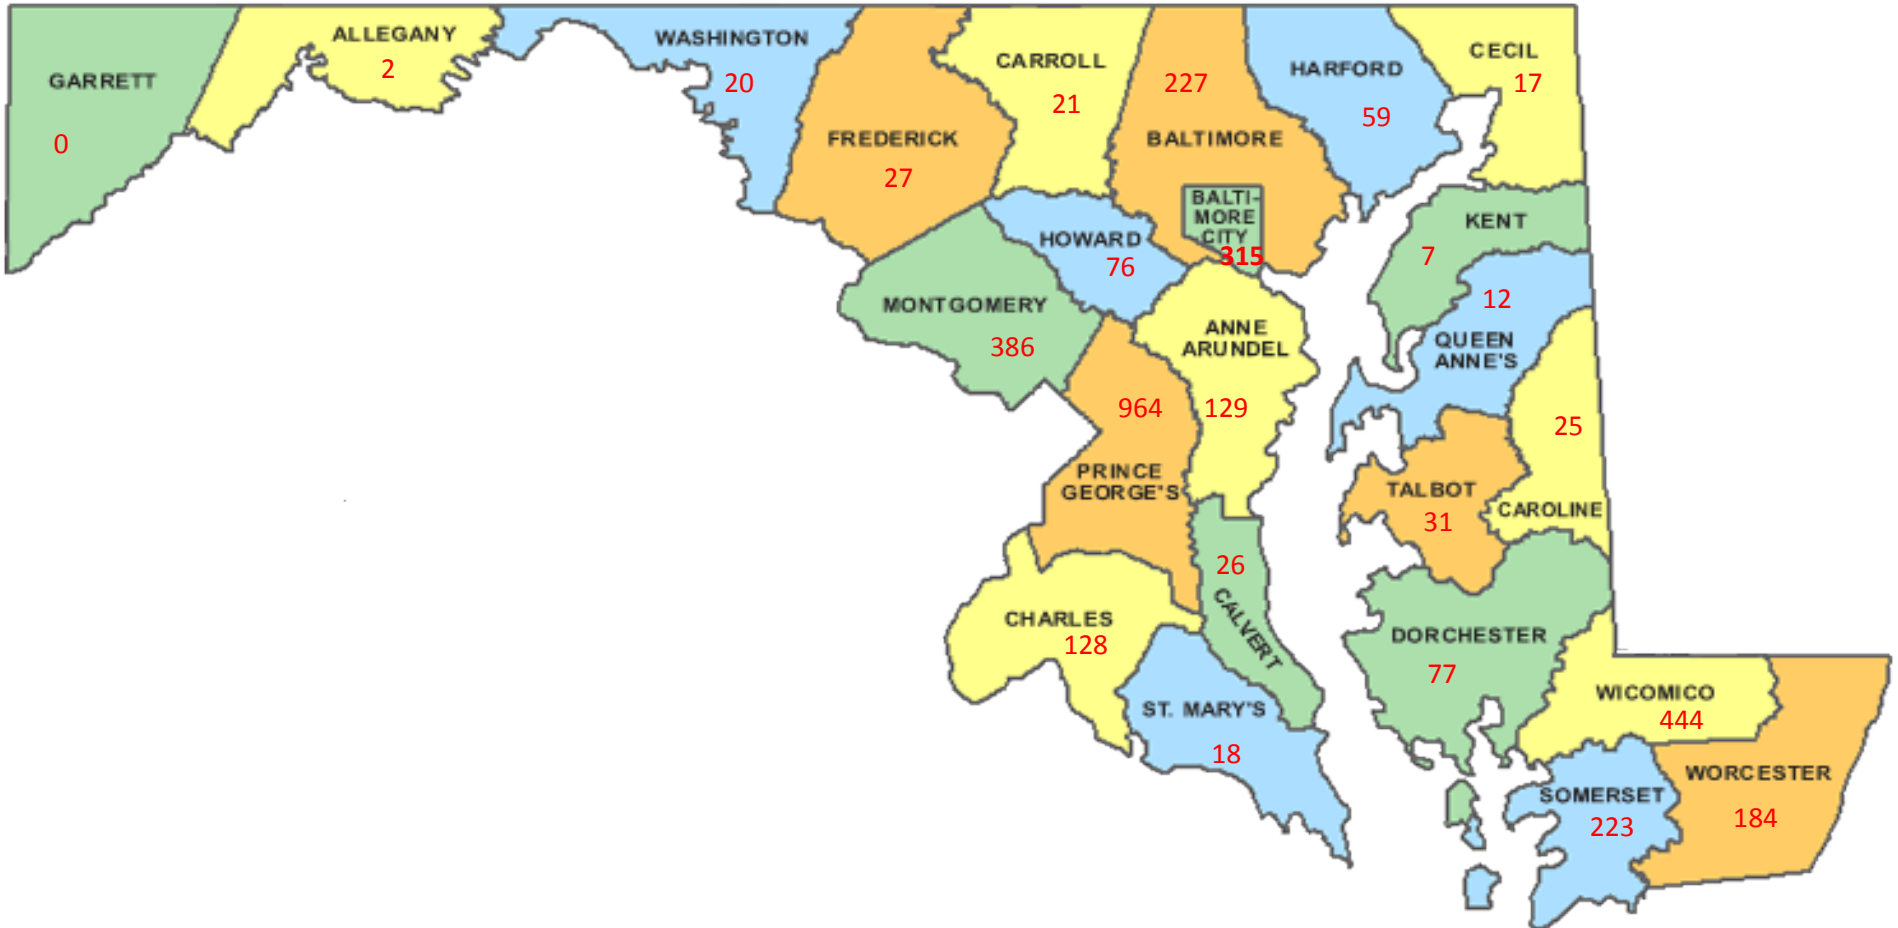 GARRETT
0
ALLEGANY
2
WASHINGTON
20
FREDERICK
27
CARROLL
21
227
BALTIMORE
BALTI-
MORE
CITY
315
HARFORD
59
CECIL
17
HOWARD
76
MONTGOMERY
386
ANNE
ARUNDEL
129
964
PRINCE
GEORGE'S
KENT
7
12
QUEEN
ANNE'S
25
CAROLINE
TALBOT
31
26
CALVERT
CHARLES
128
ST. MARY'S
18
DORCHESTER
77
WICOMICO
444
SOMERSET
223
WORCESTER
184